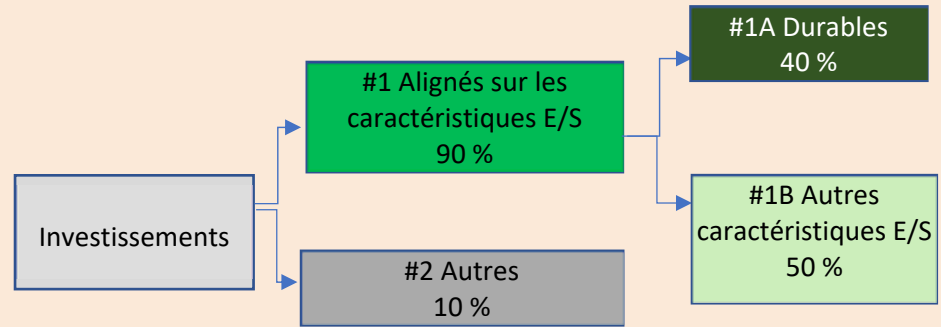 Investissements
#1 Alignés sur les
caractéristiques E/S
90 %
#2 Autres
10 %
#1A Durables
40 %
#1B Autres
caractéristiques E/S
50 %